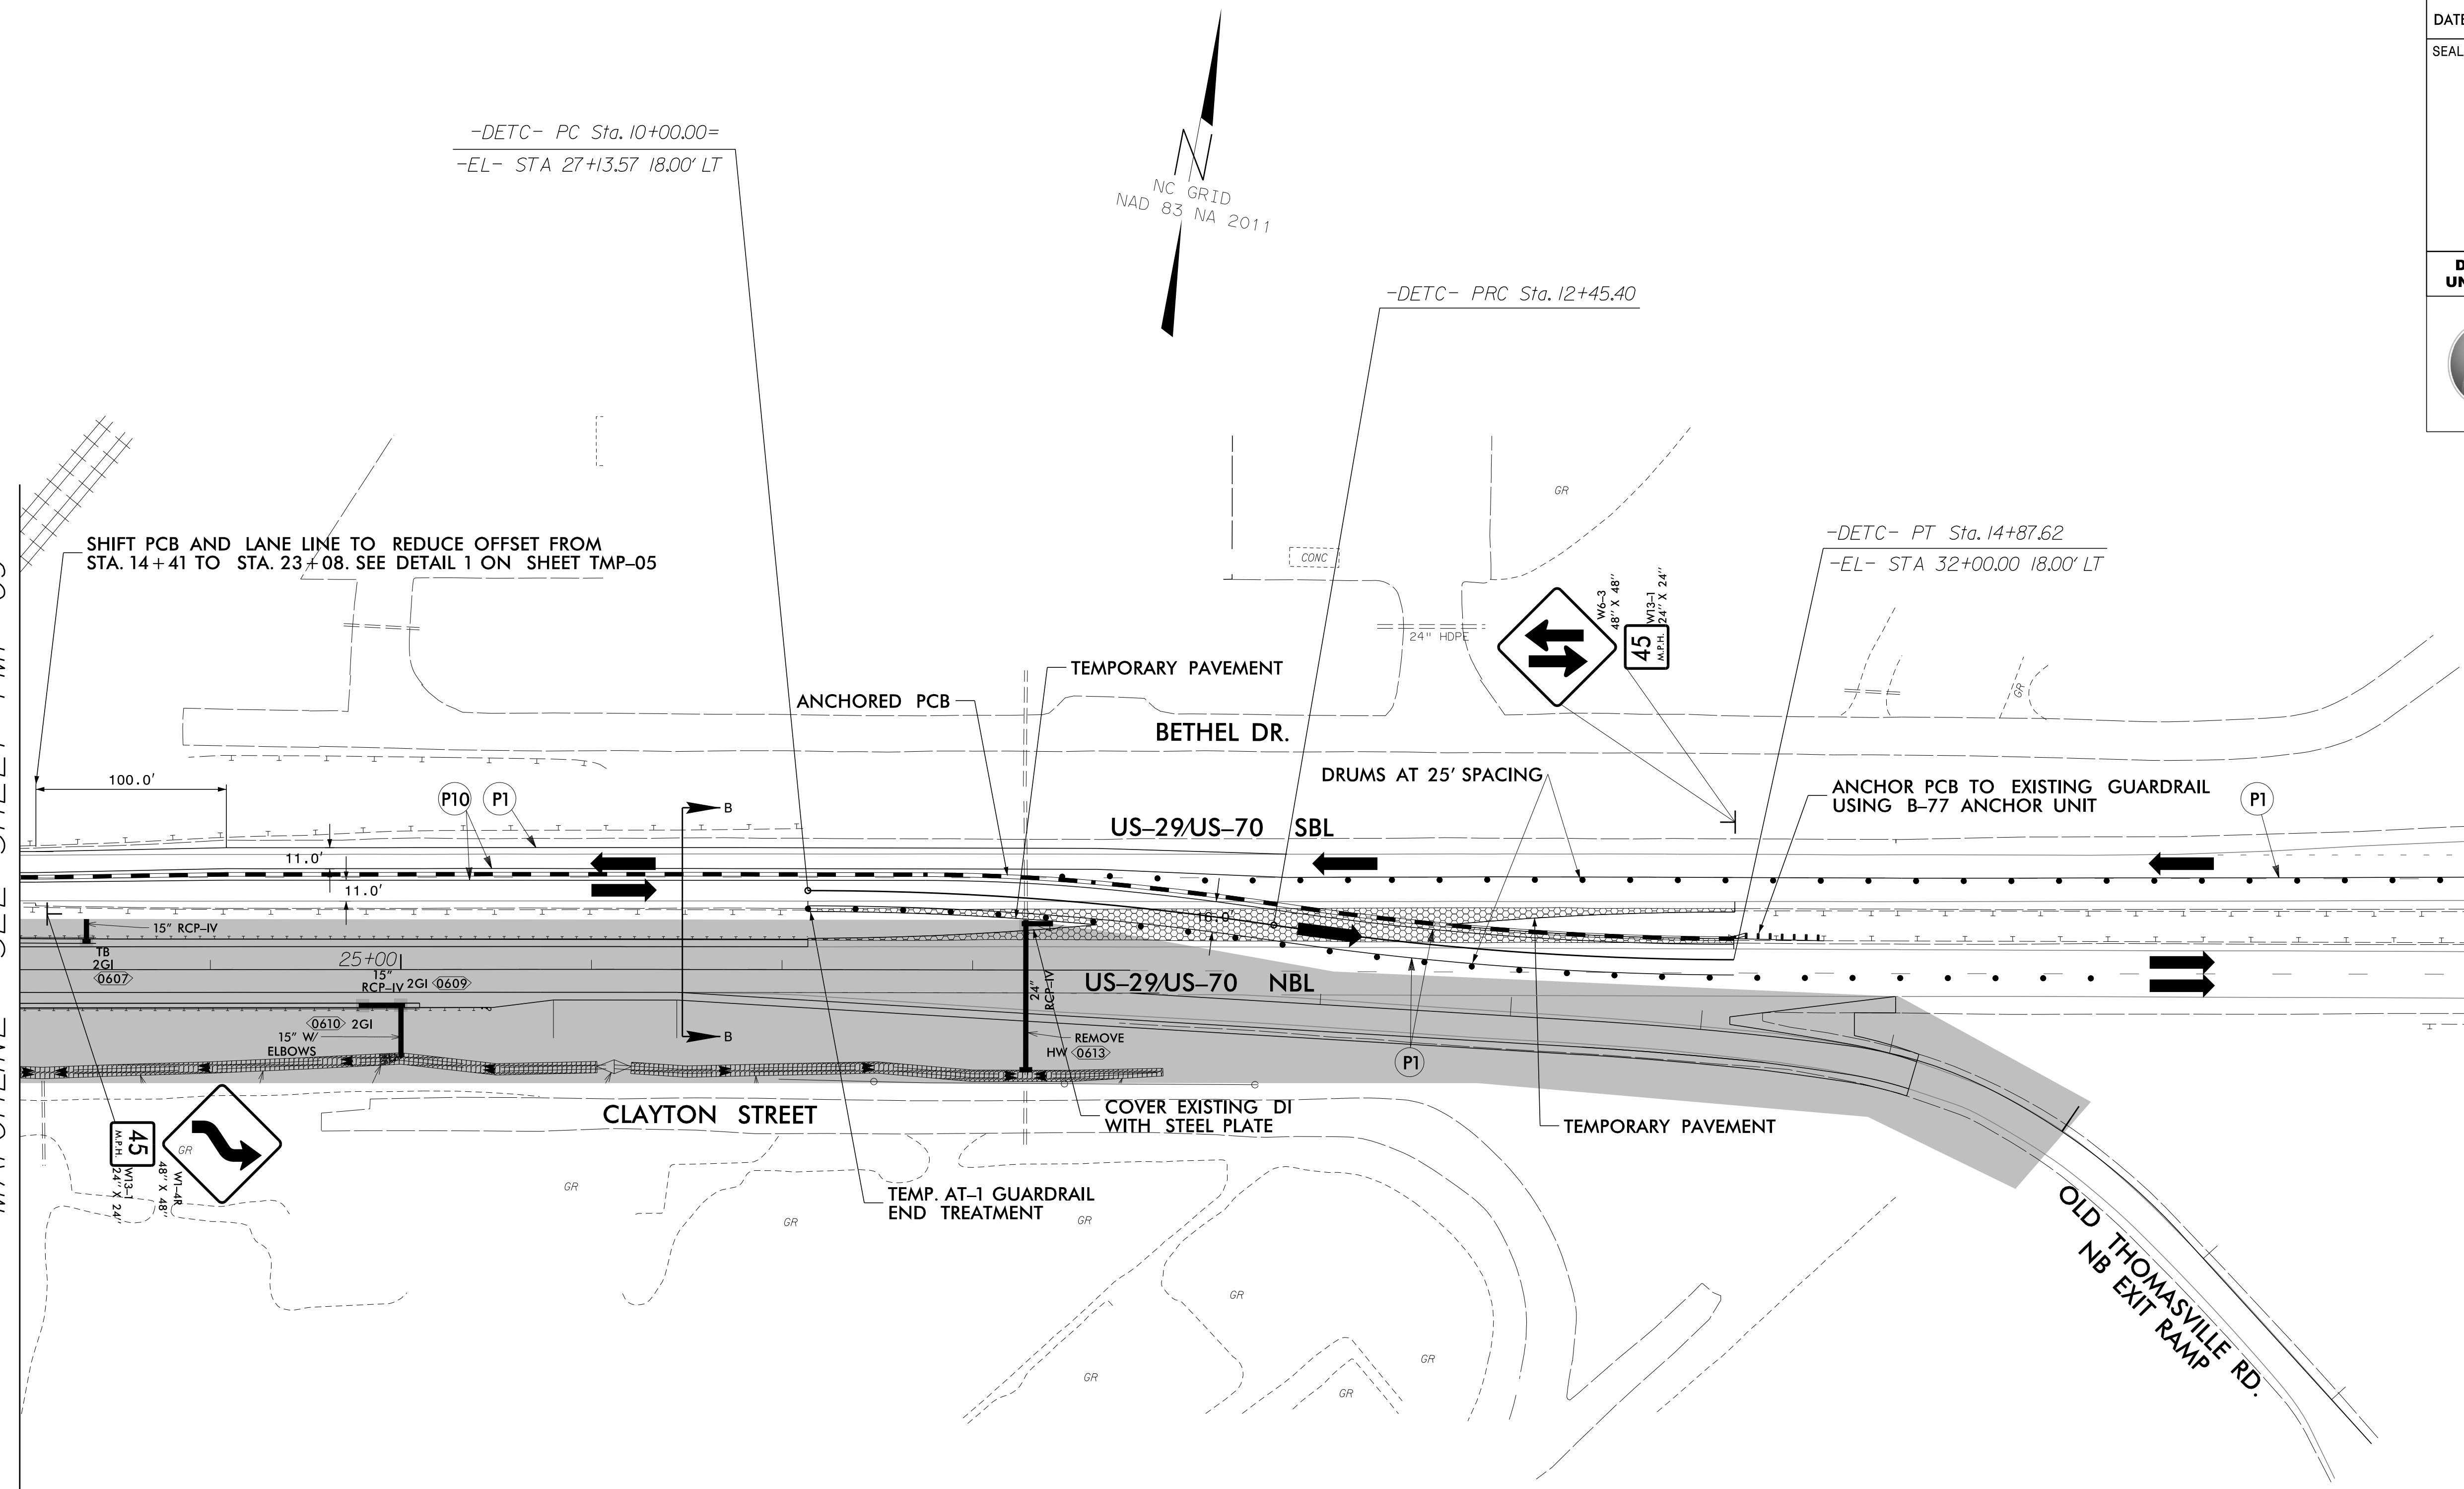 DATE
SEAL
-DETC- PC Sta. 10+00.00=
-EL- STA 27+13.57 18.00' LT
N
NC GRID
NAD 83 NA 2011
-DETC- PRC Sta. 12+45.40
-DETC- PT Sta. 14+87.62
-EL- STA 32+00.00 18.00' LT
GR
CONC
SHIFT PCB AND LANE LINE TO REDUCE OFFSET FROM
STA. 14+41 TO STA. 23+08. SEE DETAIL 1 ON SHEET TMP-05
W6-3
48" X 48"
45
M.P.H.
W13-1
24" X 24"
24" HDPE
GR
TEMPORARY PAVEMENT
ANCHORED PCB
BETHEL DR.
100.0'
P10
P1
B
DRUMS AT 25' SPACING
ANCHOR PCB TO EXISTING GUARDRAIL
USING B-77 ANCHOR UNIT
P1
US-29/US-70 SBL
11.0'
11.0'
16.0'
15" RCP-IV
TB
2GI
0607
25+00
15"
RCP-IV
2GI
0609
US-29/US-70 NBL
24"
RCP-IV
0610
2GI
15" W/
ELBOWS
B
REMOVE
HW
0613
P1
CLAYTON STREET
COVER EXISTING DI
WITH STEEL PLATE
TEMPORARY PAVEMENT
45
M.P.H.
W13-1
24" X 24"
GR
W1-4R
48" X 48"
TEMP. AT-1 GUARDRAIL
END TREATMENT
GR
GR
GR
GR
GR
GR
GR
OLD THOMASVILLE RD.
NB EXIT RAMP